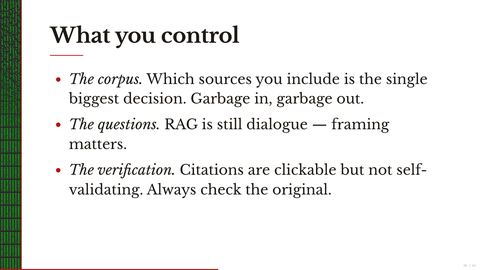 What you control
• The corpus. Which sources you include is the single
biggest decision. Garbage in, garbage out.
• The questions. RAG is still dialogue — framing
matters.
• The verification. Citations are clickable but not self-
validating. Always check the original.